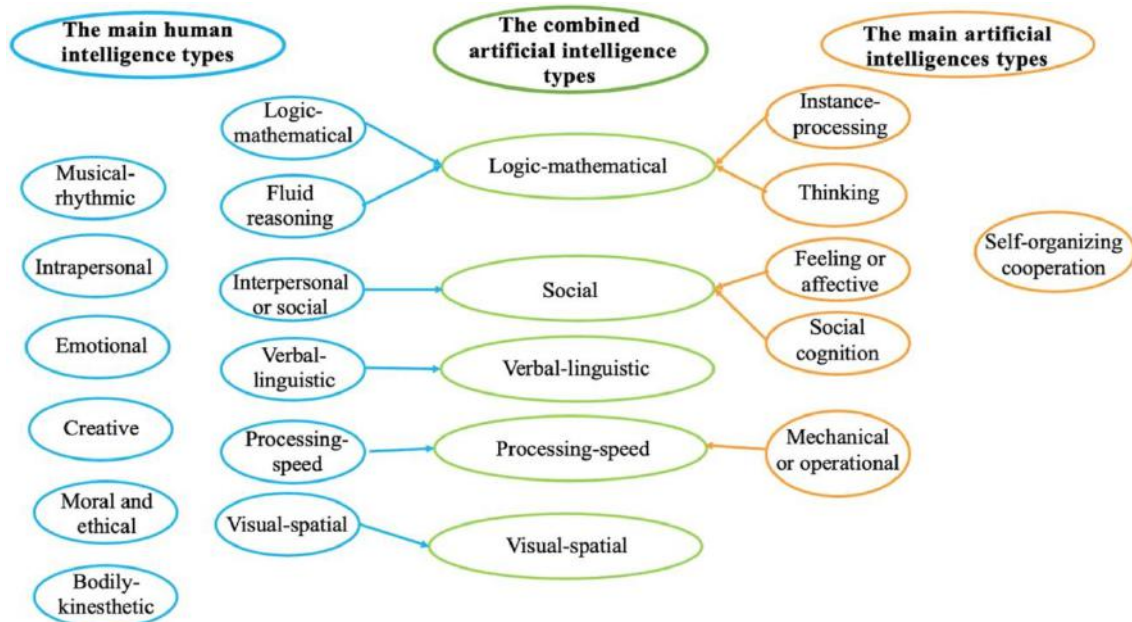 The main human
intelligence types
The combined
artificial intelligence
types
The main artificial
intelligences types
Musical-
rhythmic
Intrapersonal
Emotional
Creative
Moral and
ethical
Bodily-
kinesthetic
Logic-
mathematical
Fluid
reasoning
Interpersonal
or social
Verbal-
linguistic
Processing-
speed
Visual-spatial
Logic-mathematical
Social
Verbal-linguistic
Processing-speed
Visual-spatial
Instance-
processing
Thinking
Feeling or
affective
Social
cognition
Mechanical
or operational
Self-organizing
cooperation